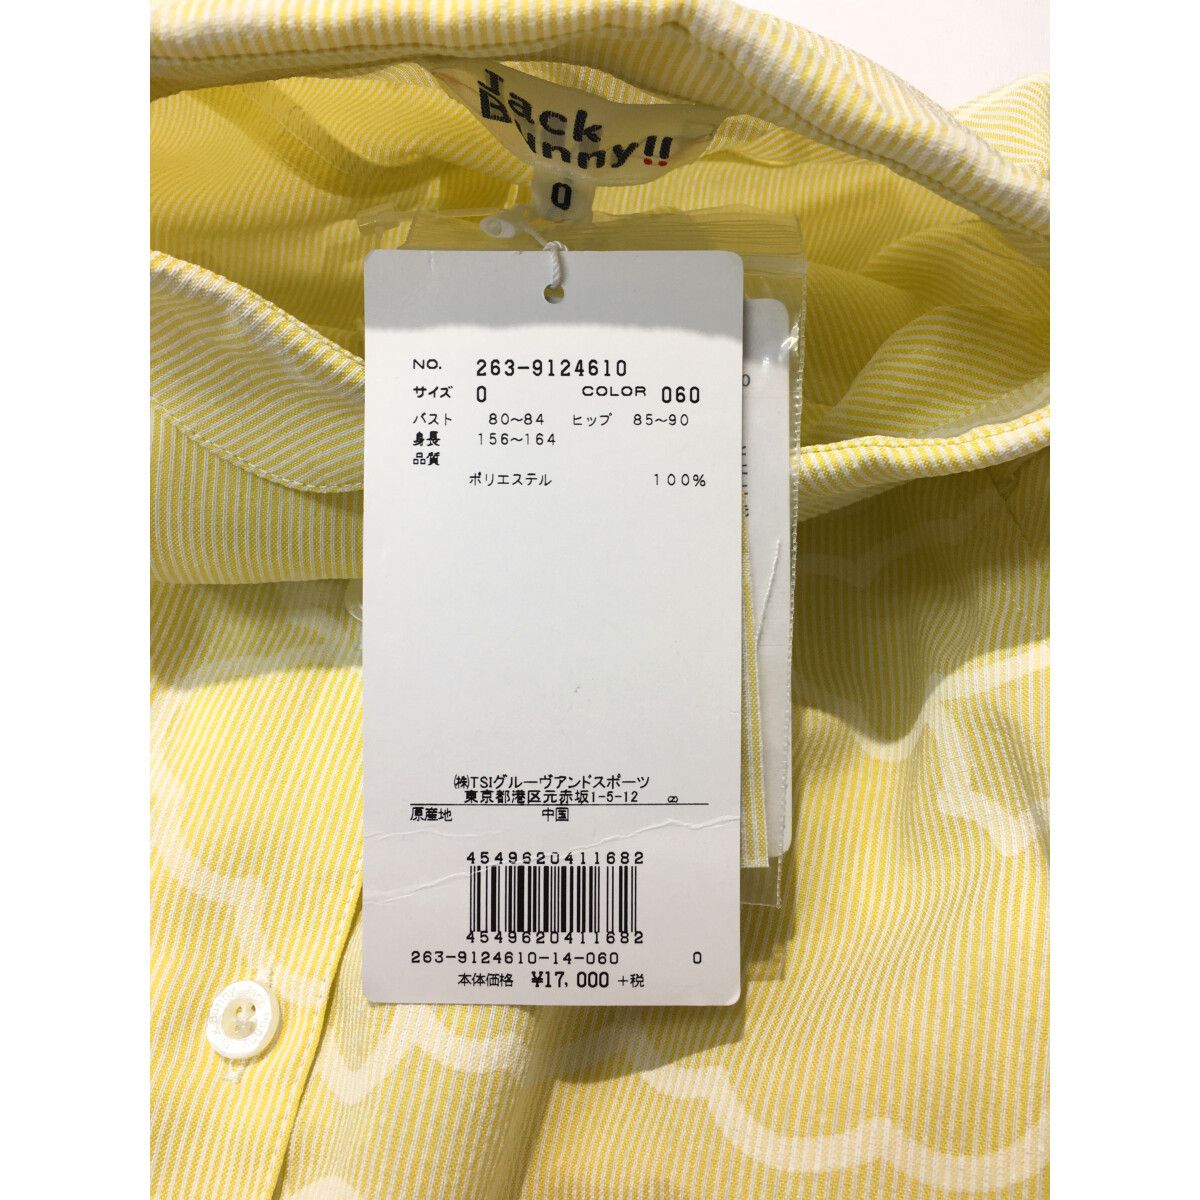 Jack
Bunny!!
0
NO. 263-9124610
サイズ 0 COLOR 060
バスト 80～84 ヒップ 85～90
身長 156～164
品質
ポリエステル 100%
㈱TSIグルーヴアンドスポーツ
東京都港区元赤坂1-5-12
原産地 中国
4549620411682
4549620411682
263-9124610-14-060 0
本体価格 ¥17,000 +税